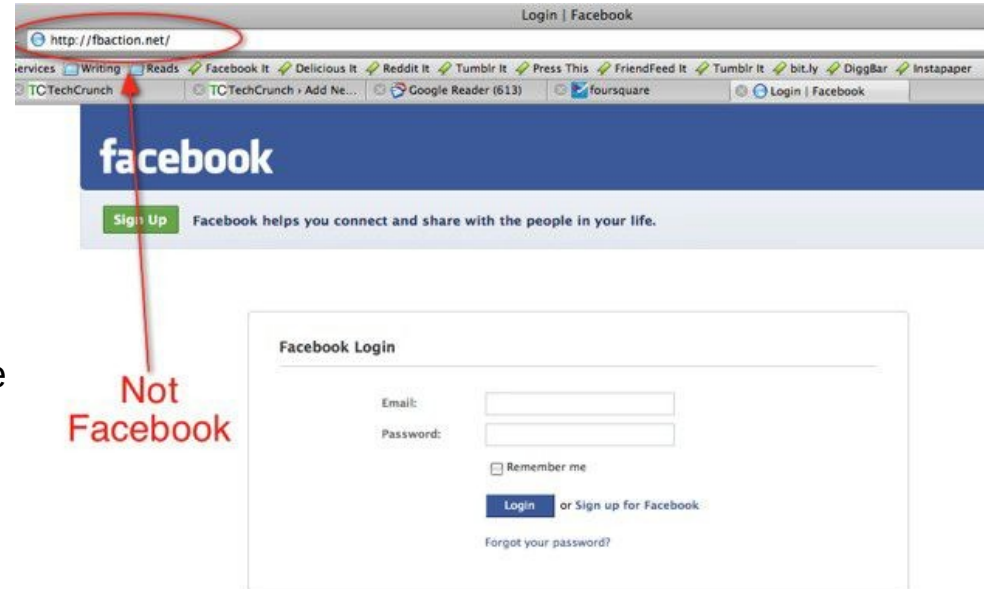 Login | Facebook
http://fbaction.net/
Services Writing Reads Facebook It Delicious It Reddit It Tumblr It Press This FriendFeed It Tumblr It bit.ly DiggBar Instapaper
TechCrunch TechCrunch › Add Ne... Google Reader (613) foursquare Login | Facebook
facebook
Sign Up Facebook helps you connect and share with the people in your life.
Facebook Login
e
Not
Facebook
Email:
Password:
Remember me
Login or Sign up for Facebook
Forgot your password?